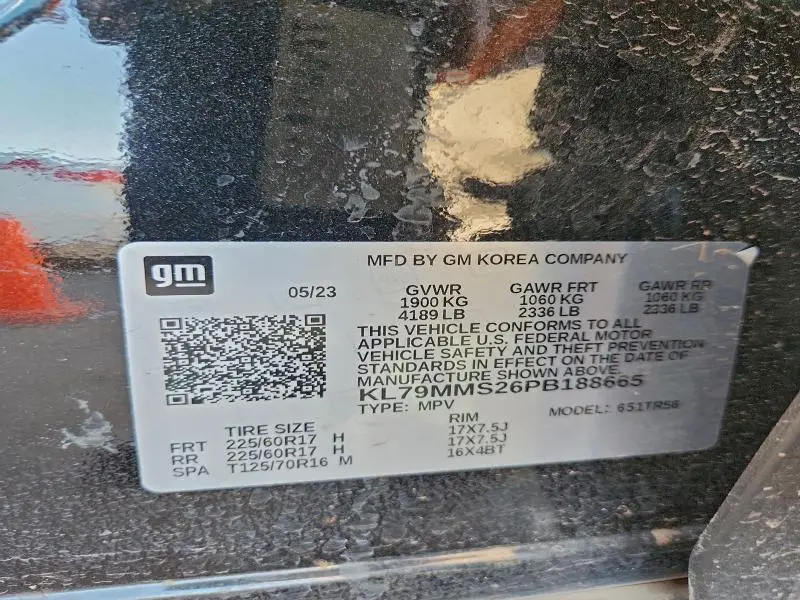 gm
MFD BY GM KOREA COMPANY
05/23
GVWR GAWR FRT GAWR RR
1900 KG 1060 KG 1060 KG
4189 LB 2336 LB 2336 LB
THIS VEHICLE CONFORMS TO ALL
APPLICABLE U.S. FEDERAL MOTOR
VEHICLE SAFETY AND THEFT PREVENTION
STANDARDS IN EFFECT ON THE DATE OF
MANUFACTURE SHOWN ABOVE.
KL79MMS26PB188665
TYPE: MPV MODEL: 6S1TR56
TIRE SIZE RIM
FRT 225/60R17 H 17X7.5J
RR 225/60R17 H 17X7.5J
SPA T125/70R16 M 16X4BT